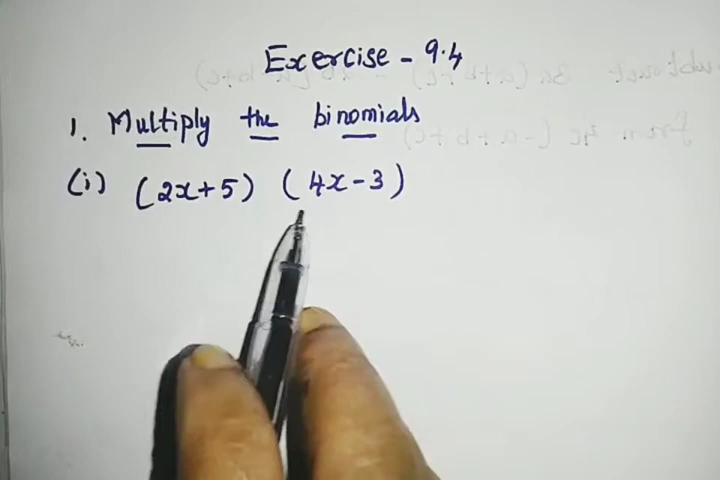 Exercise - 9.4
1. Multiply the binomials
(i) (2x+5) (4x-3)